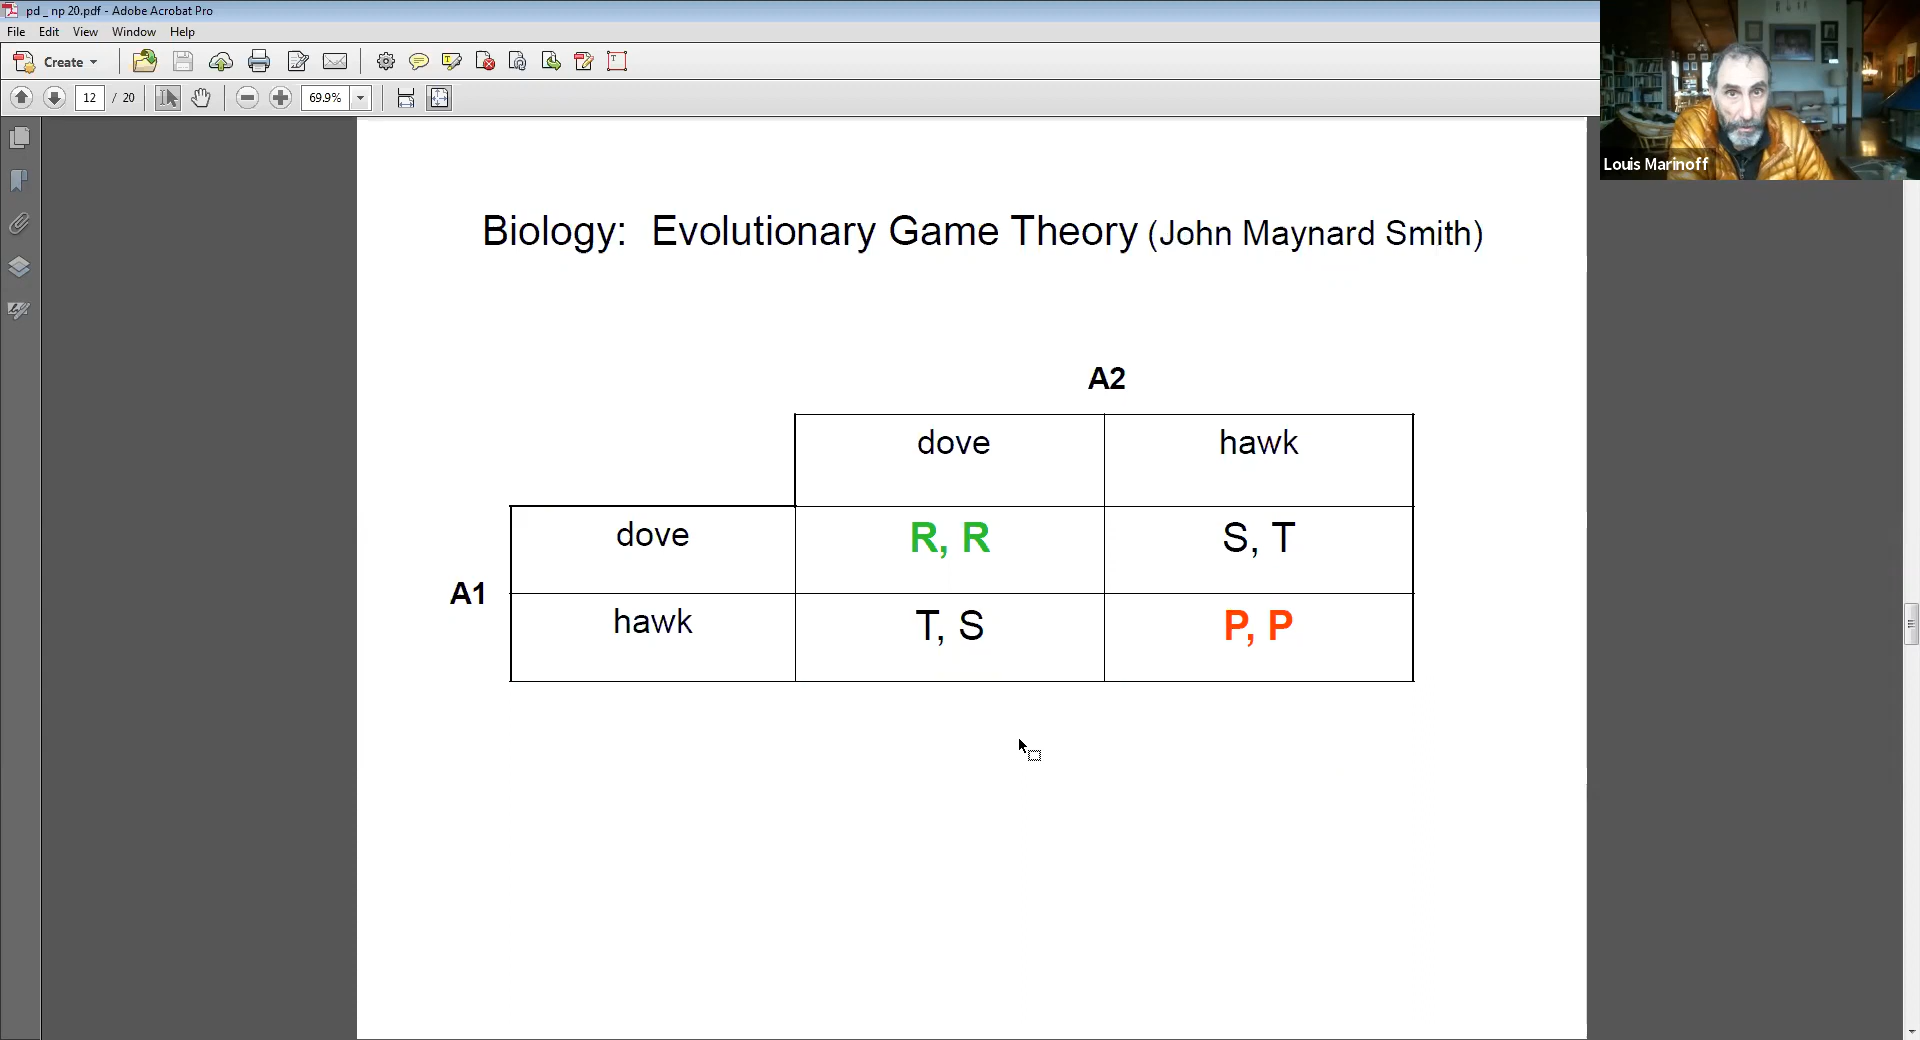 pd _ np 20.pdf - Adobe Acrobat Pro
File Edit View Window Help
Create
12 / 20 69.9%
Louis Marinoff
Biology: Evolutionary Game Theory (John Maynard Smith)
A2
dove hawk
dove R, R S, T
A1
hawk T, S P, P